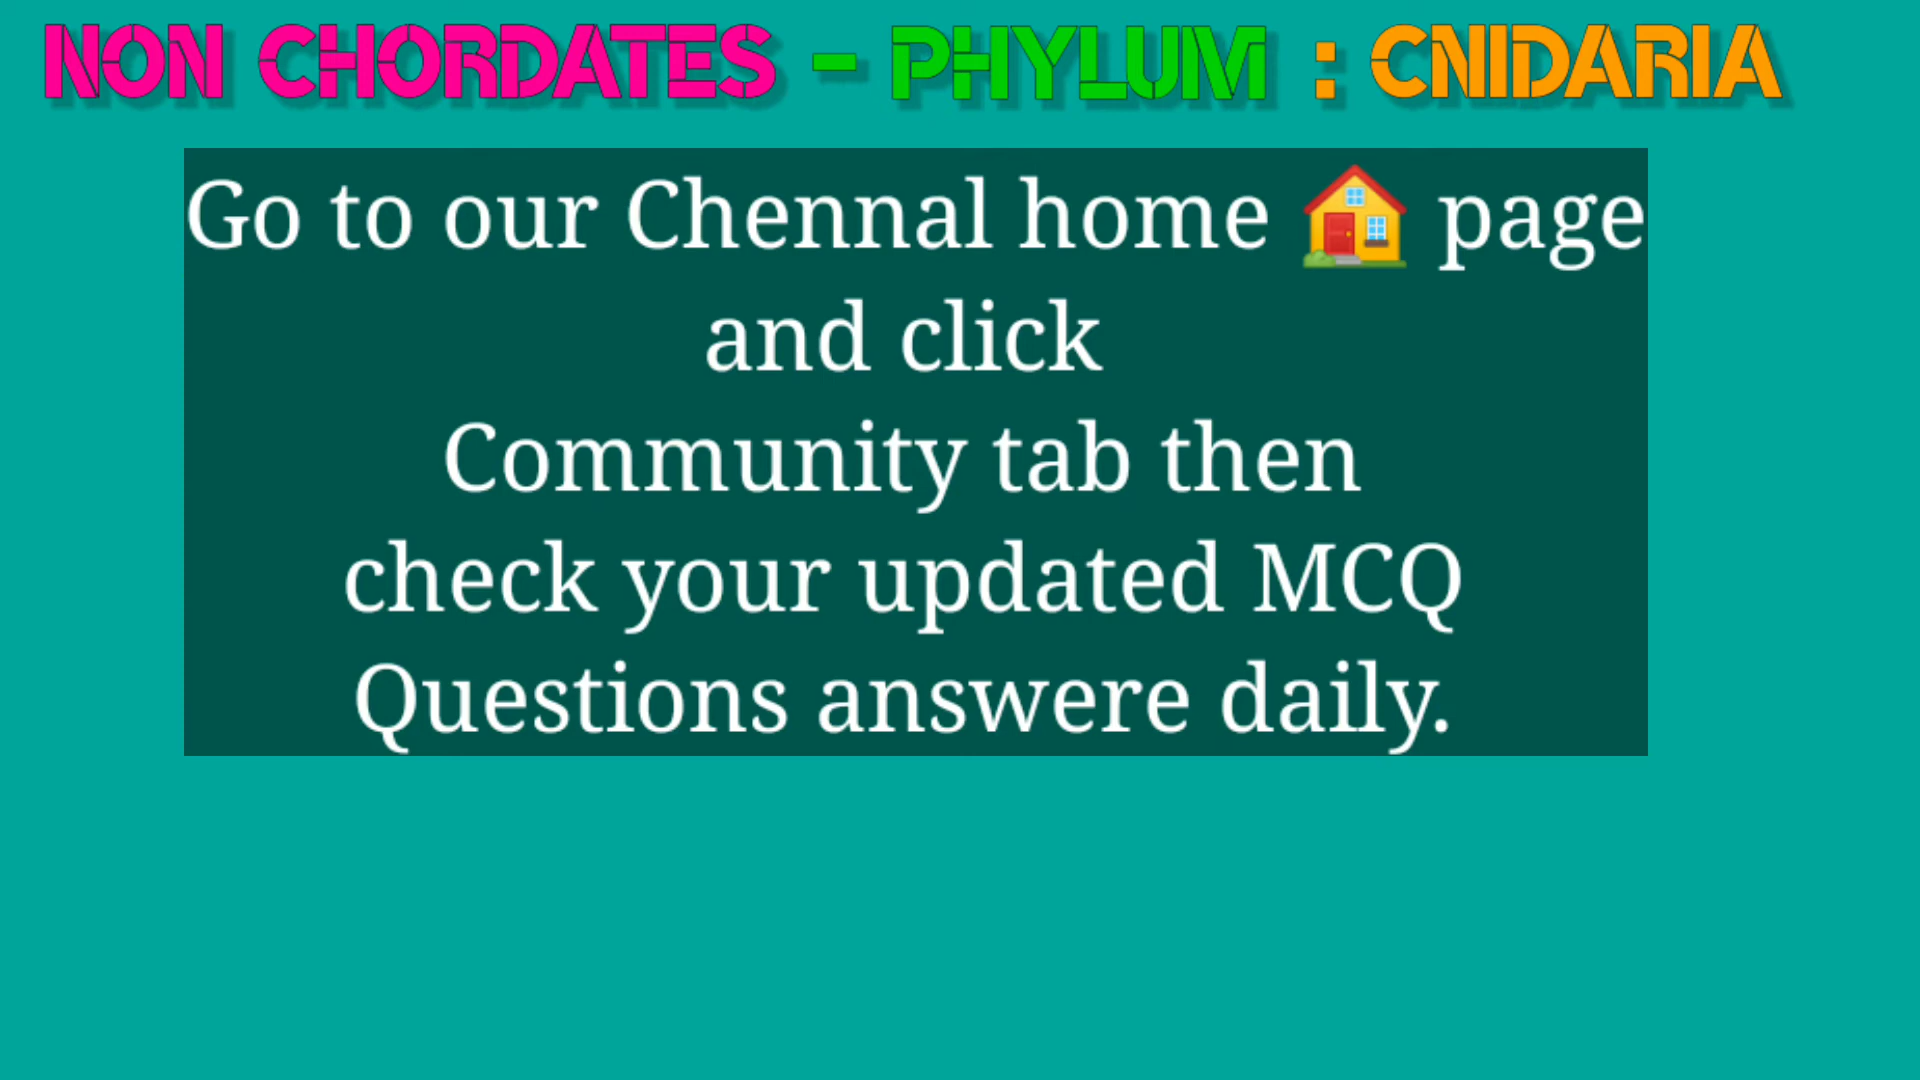 NON CHORDATES - PHYLUM : CNIDARIA
Go to our Chennal home 🏠 page
and click
Community tab then
check your updated MCQ
Questions answere daily.